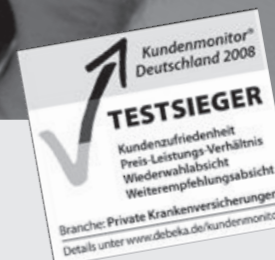 Kundenmonitor®
Deutschland 2008
TESTSIEGER
Kundenzufriedenheit
Preis-Leistungs-Verhältnis
Wiederwahlabsicht
Weiterempfehlungsabsicht
Branche: Private Krankenversicherungen
Details unter www.debeka.de/kundenmonitor